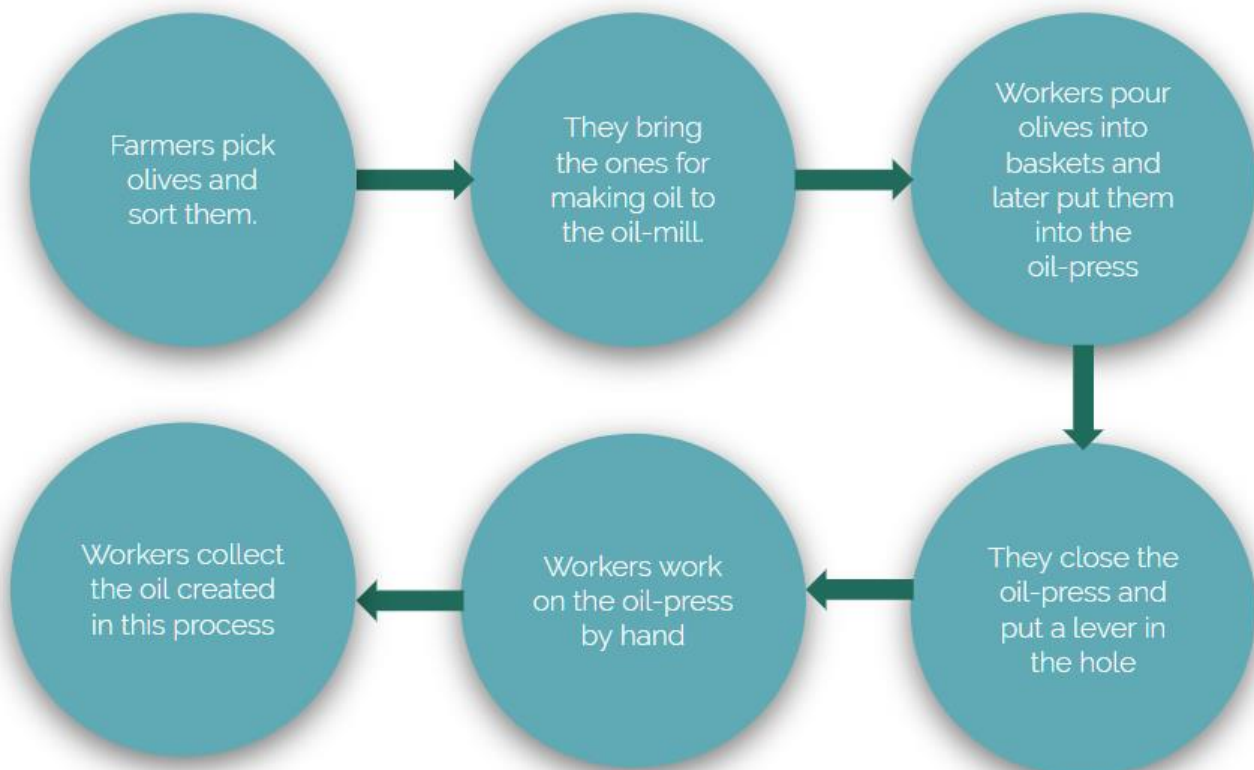 Farmers pick
olives and
sort them.
They bring
the ones for
making oil to
the oil-mill.
Workers pour
olives into
baskets and
later put them
into the
oil-press
They close the
oil-press and
put a lever in
the hole
Workers work
on the oil-press
by hand
Workers collect
the oil created
in this process